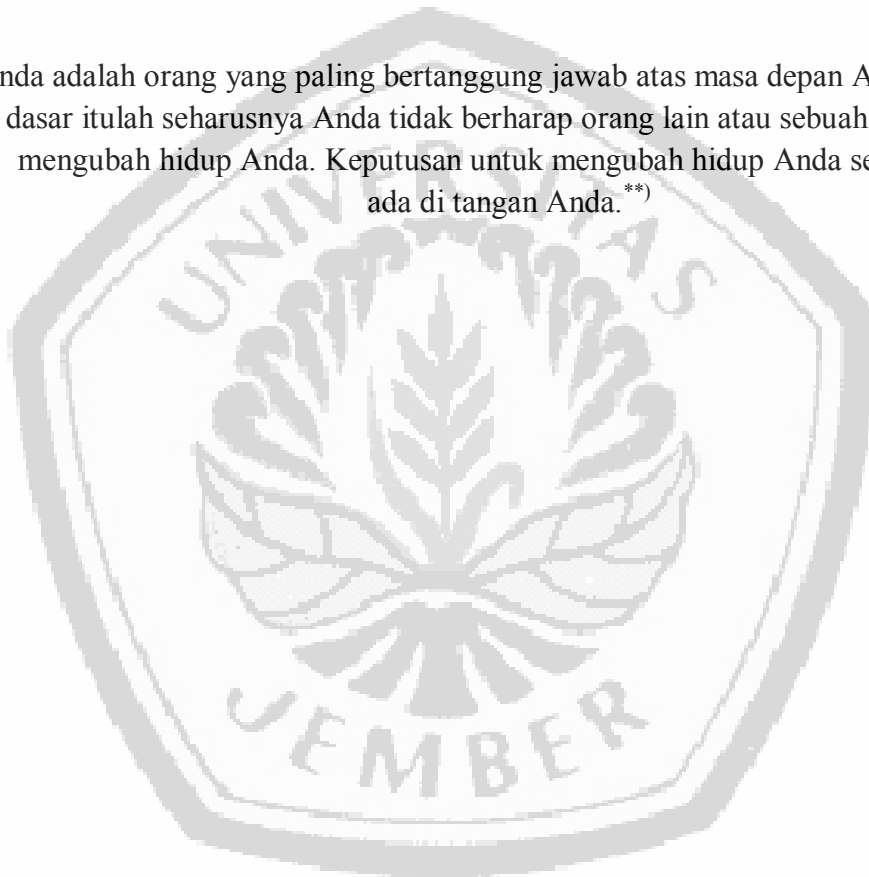 nda adalah orang yang paling bertanggung jawab atas masa depan A
dasar itulah seharusnya Anda tidak berharap orang lain atau sebuah
mengubah hidup Anda. Keputusan untuk mengubah hidup Anda se
ada di tangan Anda.**)
UNIVERSITAS
JEMBER